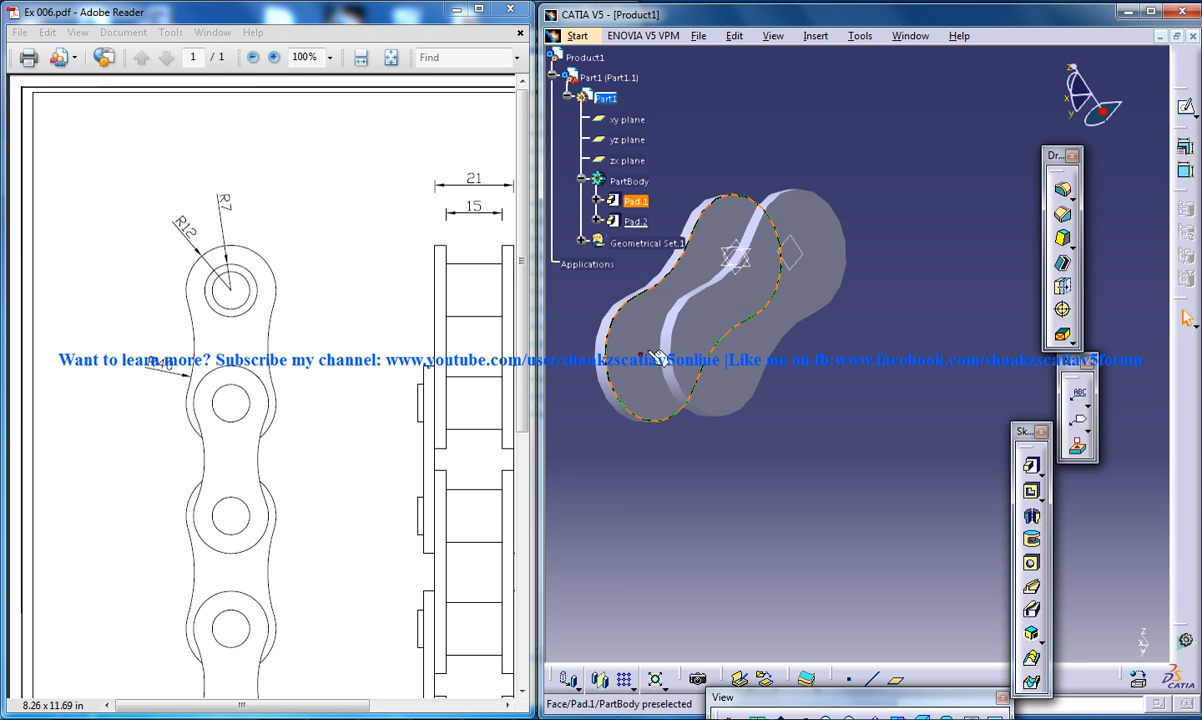 Ex 006.pdf - Adobe Reader
File Edit View Document Tools Window Help
1 / 1 100% Find
21
15
R7
R12
8.26 x 11.69 in
CATIA V5 - [Product1]
Start ENOVIA V5 VPM File Edit View Insert Tools Window Help
Product1
Part1 (Part1.1)
Part1
xy plane
yz plane
zx plane
PartBody
Pad.1
Pad.2
Geometrical Set.1
Applications
z
x
y
Dr...
ABC
Sk...
Want to learn more? Subscribe my channel: www.youtube.com/user/shaakzscatiav5online |Like me on fb:www.facebook.com/shaakzscatiav5forum
View
Face/Pad.1/PartBody preselected
CATIA